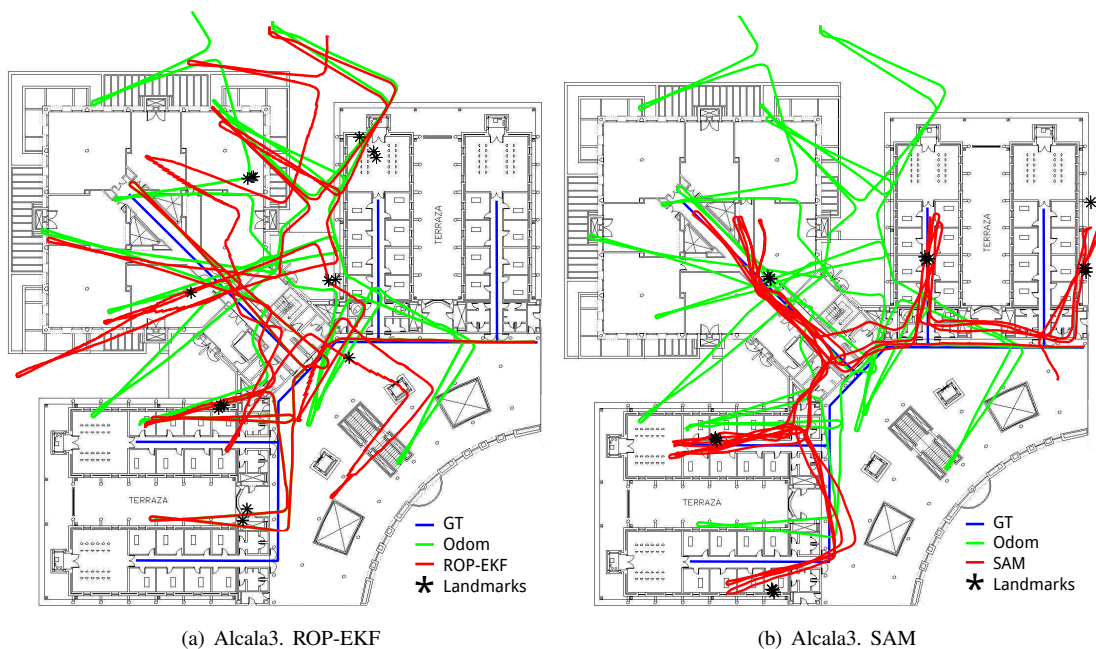 TERRAZA
TERRAZA
GT
Odom
ROP-EKF
Landmarks
(a) Alcala3. ROP-EKF
TERRAZA
TERRAZA
GT
Odom
SAM
Landmarks
(b) Alcala3. SAM